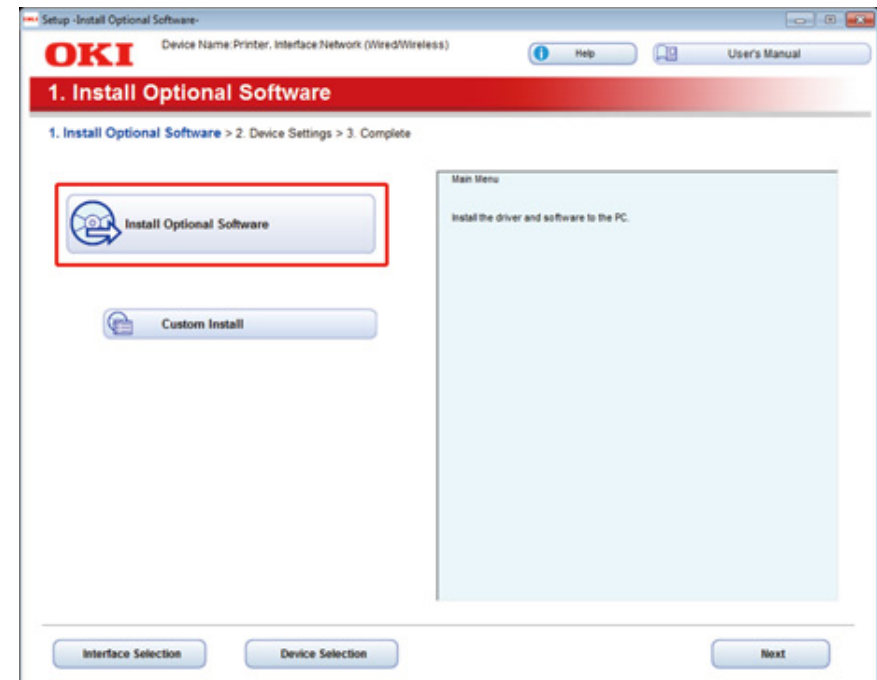 Setup -Install Optional Software-
OKI
Device Name:Printer, Interface:Network (Wired/Wireless)
Help
User's Manual
1. Install Optional Software
1. Install Optional Software > 2. Device Settings > 3. Complete
Install Optional Software
Custom Install
Main Menu
Install the driver and software to the PC.
Interface Selection
Device Selection
Next